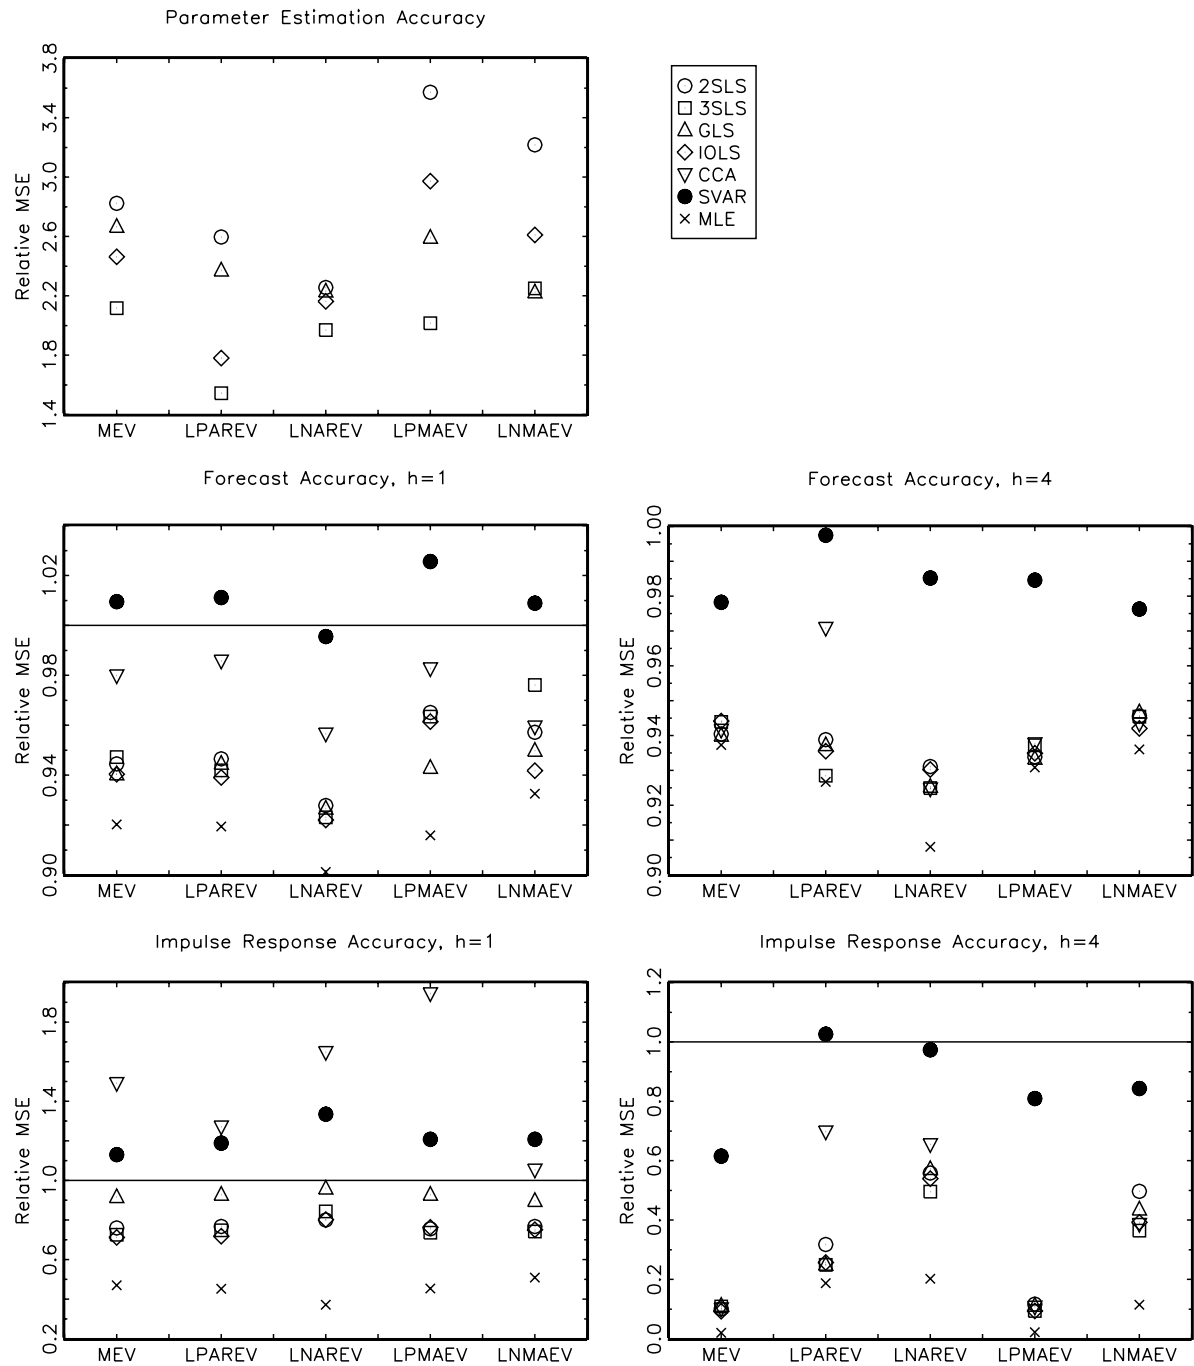 Parameter Estimation Accuracy
Relative MSE
3.8
3.4
3.0
2.6
2.2
1.8
1.4
MEV LPAREV LNAREV LPMAEV LNMAEV
2SLS
3SLS
GLS
IOLS
CCA
SVAR
MLE
Forecast Accuracy, h=1
Relative MSE
1.02
0.98
0.94
0.90
MEV LPAREV LNAREV LPMAEV LNMAEV
Forecast Accuracy, h=4
Relative MSE
1.00
0.98
0.96
0.94
0.92
0.90
MEV LPAREV LNAREV LPMAEV LNMAEV
Impulse Response Accuracy, h=1
Relative MSE
1.8
1.4
1.0
0.6
0.2
MEV LPAREV LNAREV LPMAEV LNMAEV
Impulse Response Accuracy, h=4
Relative MSE
1.2
1.0
0.8
0.6
0.4
0.2
0.0
MEV LPAREV LNAREV LPMAEV LNMAEV